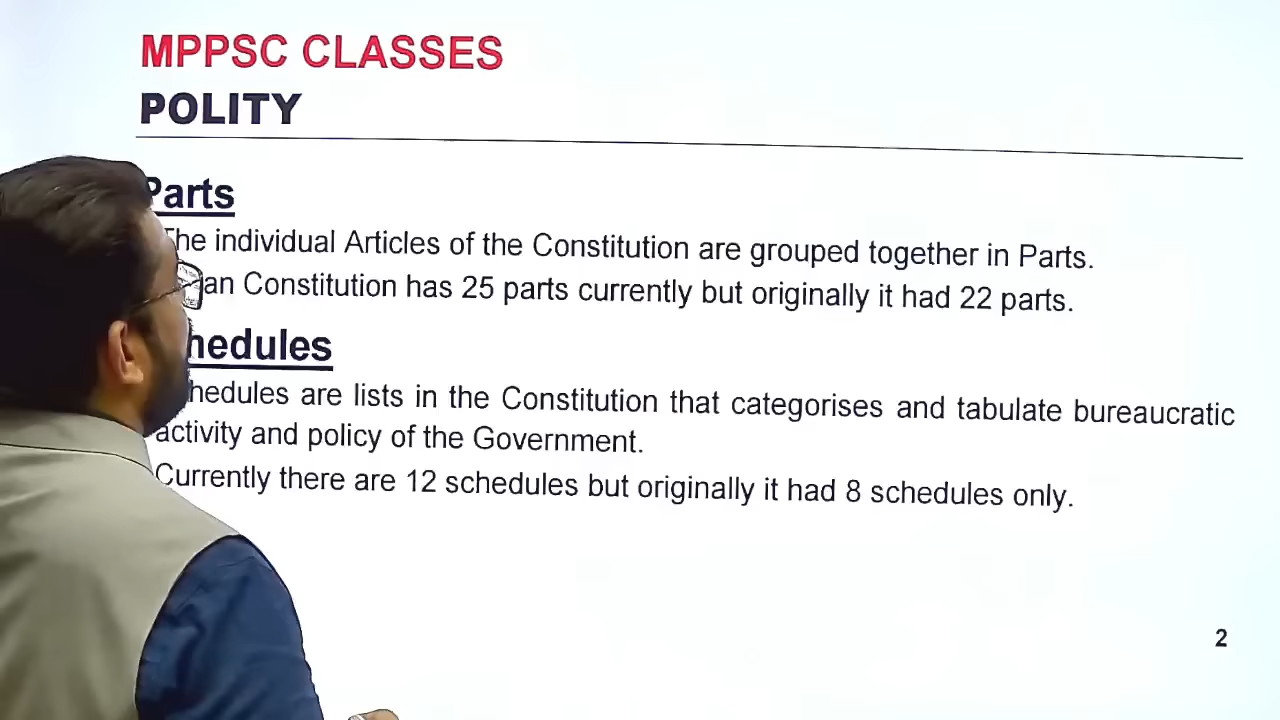 MPPSC CLASSES
POLITY
Parts
The individual Articles of the Constitution are grouped together in Parts.
an Constitution has 25 parts currently but originally it had 22 parts.
hedules
hedules are lists in the Constitution that categorises and tabulate bureaucratic
activity and policy of the Government.
Currently there are 12 schedules but originally it had 8 schedules only.
2